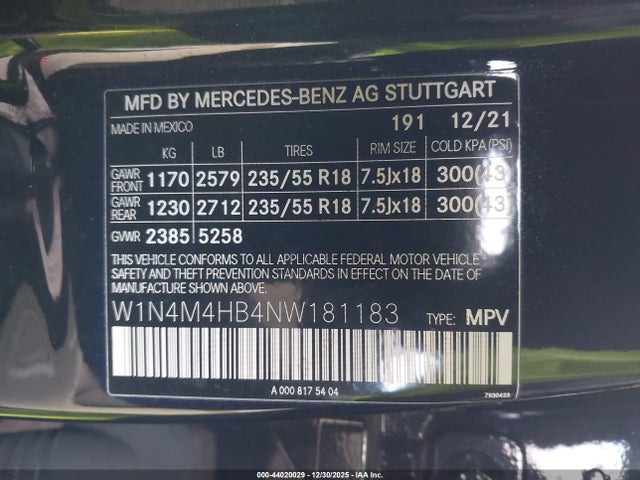 MFD BY MERCEDES-BENZ AG STUTTGART
MADE IN MEXICO 191 12/21
KG LB TIRES RIM SIZE COLD KPA (PSI)
GAWR FRONT 1170 2579 235/55 R18 7.5Jx18 300(43)
GAWR REAR 1230 2712 235/55 R18 7.5Jx18 300(43)
GVWR 2385 5258
THIS VEHICLE CONFORMS TO ALL APPLICABLE FEDERAL MOTOR VEHICLE
SAFETY AND THEFT PREVENTION STANDARDS IN EFFECT ON THE DATE
OF MANUFACTURE SHOWN ABOVE.
W1N4M4HB4NW181183 TYPE: MPV
A 000 817 54 04
7930423
000-44020029 - 12/30/2025 - IAA Inc.